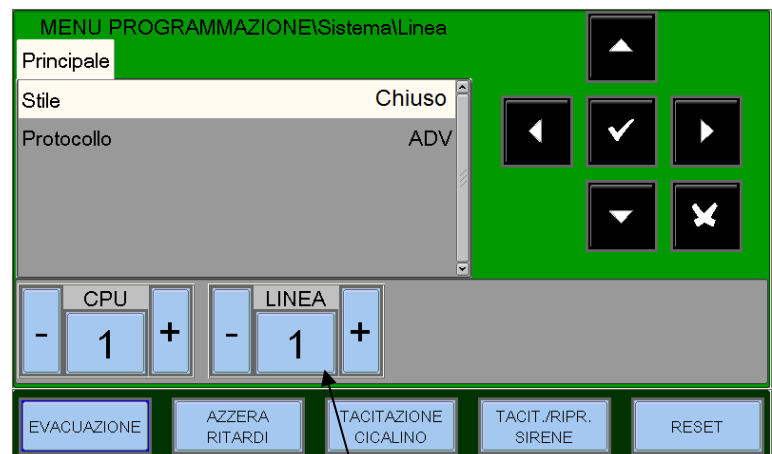 MENU PROGRAMMAZIONE\Sistema\Linea
Principale
Stile Chiuso
Protocollo ADV
CPU LINEA
- 1 + - 1 +
EVACUAZIONE
AZZERA
RITARDI
TACITAZIONE
CICALINO
TACIT./RIPR.
SIRENE
RESET